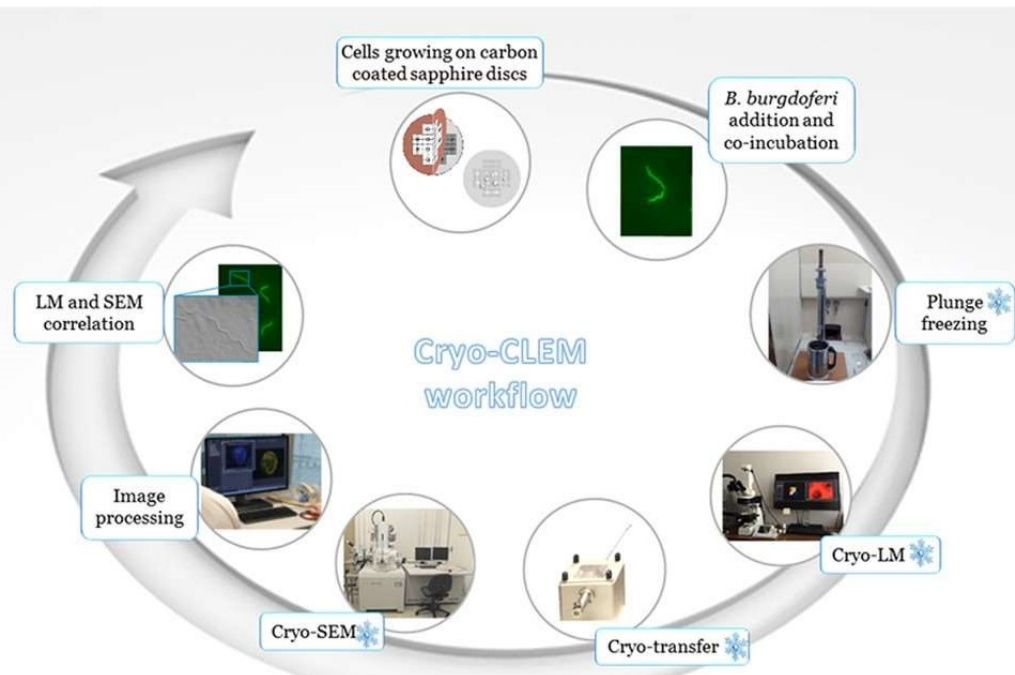 Cells growing on carbon
coated sapphire discs
B. burgdoferi
addition and
co-incubation
Plunge
freezing
Cryo-LM
Cryo-transfer
Cryo-SEM
Image
processing
LM and SEM
correlation
Cryo-CLEM
workflow